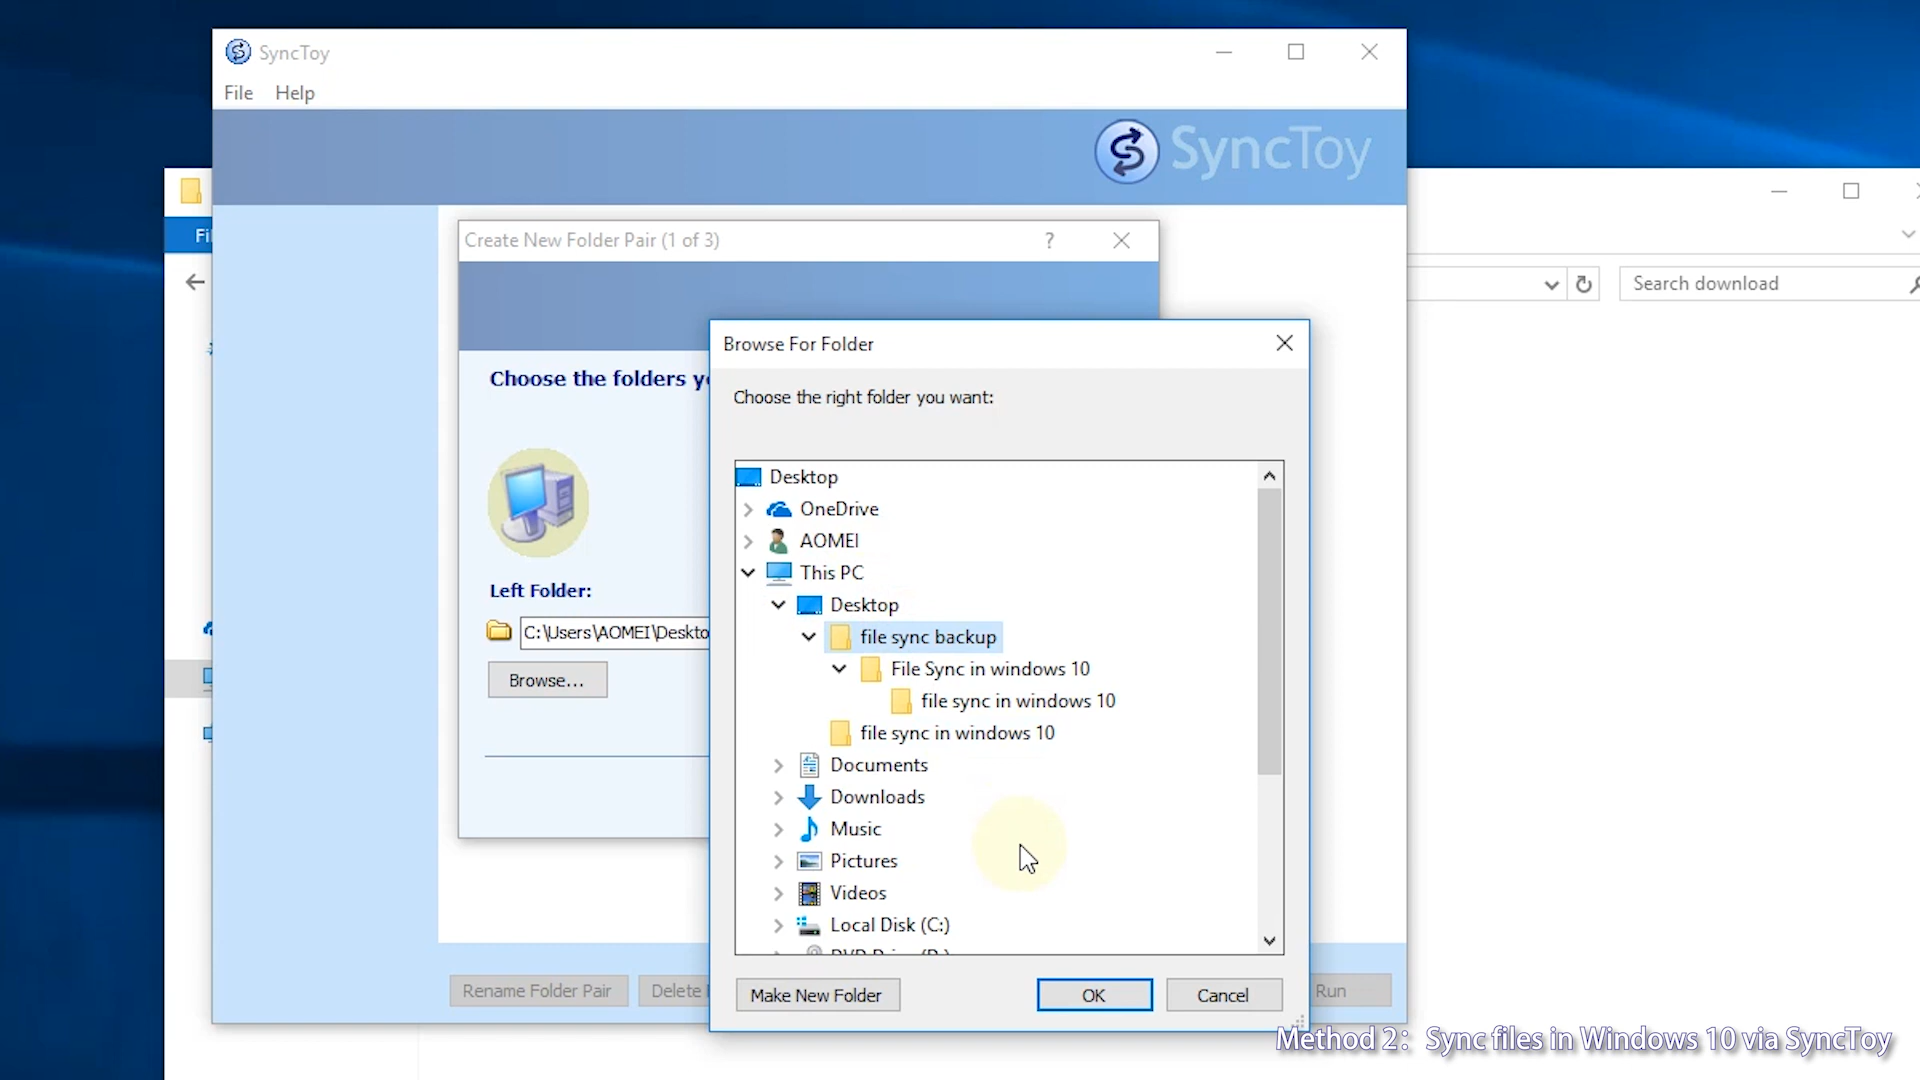 SyncToy
File Help
SyncToy
Create New Folder Pair (1 of 3)
?
Search download
Browse For Folder
Choose the folders
Choose the right folder you want:
Desktop
OneDrive
AOMEI
This PC
Desktop
Left Folder:
C:\Users\AOMEI\Deskto
file sync backup
File Sync in windows 10
Browse...
file sync in windows 10
file sync in windows 10
Documents
Downloads
Music
Pictures
Videos
Local Disk (C:)
Rename Folder Pair
Delete
Make New Folder
OK
Cancel
Run
Method 2: Sync files in Windows 10 via SyncToy